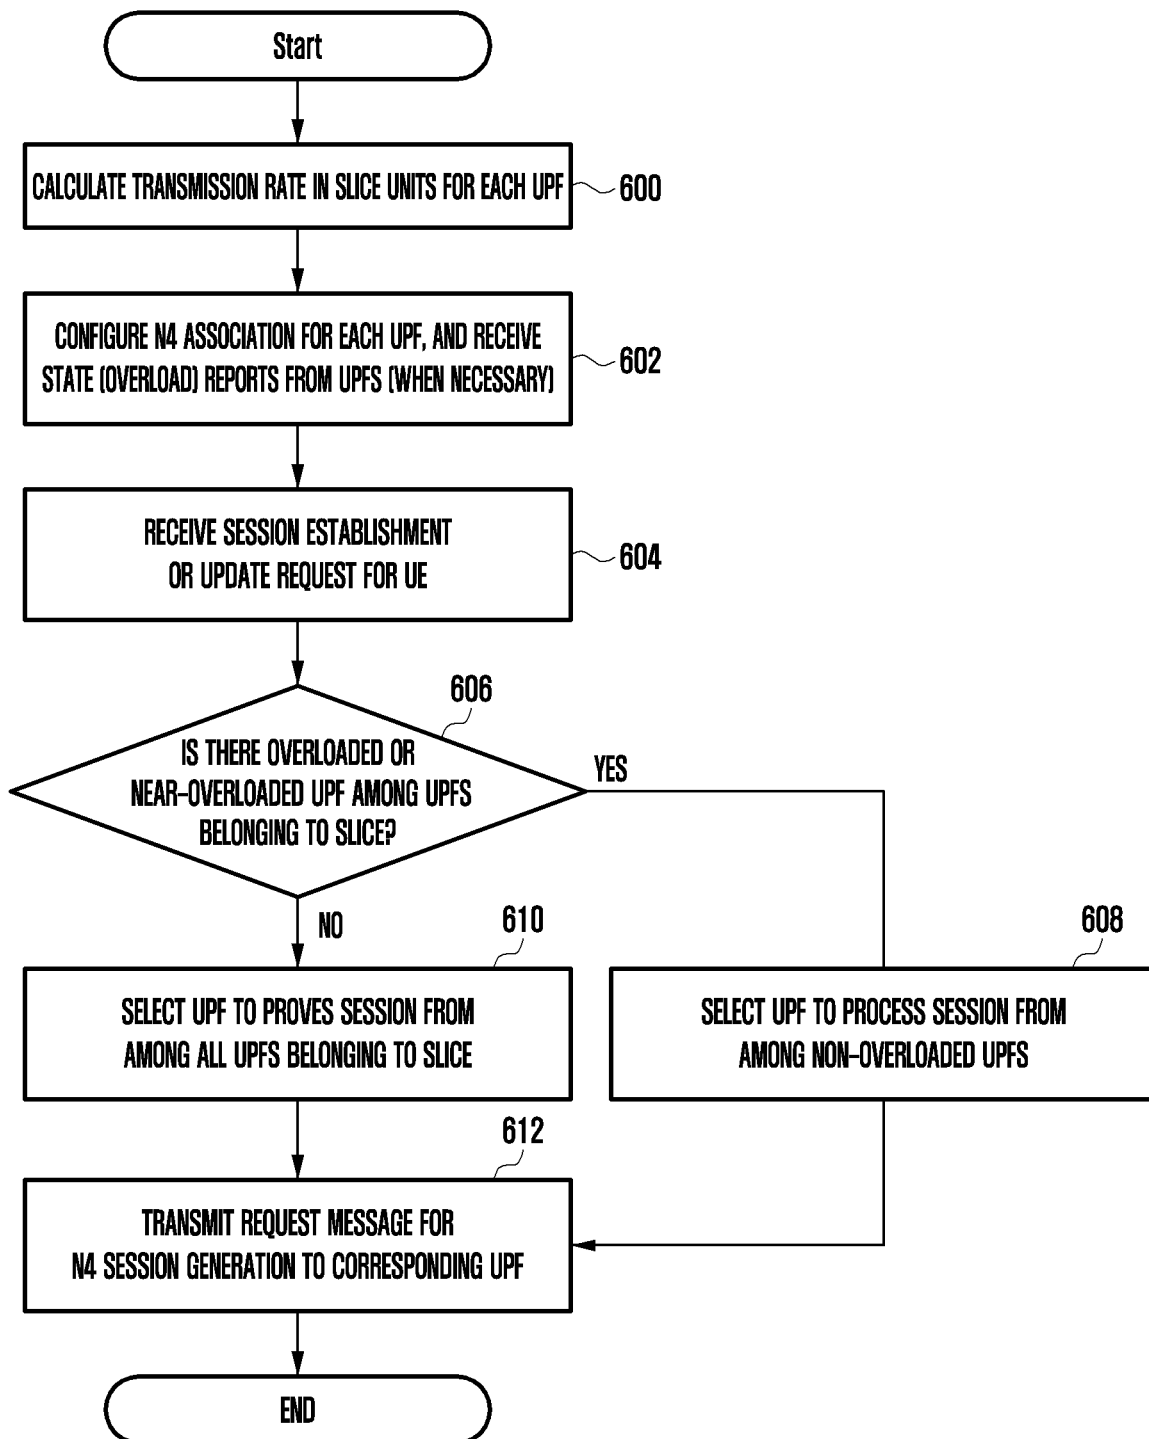 Start
CALCULATE TRANSMISSION RATE IN SLICE UNITS FOR EACH UPF
600
CONFIGURE N4 ASSOCIATION FOR EACH UPF, AND RECEIVE
STATE (OVERLOAD) REPORTS FROM UPFS (WHEN NECESSARY)
602
RECEIVE SESSION ESTABLISHMENT
OR UPDATE REQUEST FOR UE
604
606
IS THERE OVERLOADED OR
NEAR-OVERLOADED UPF AMONG UPFS
BELONGING TO SLICE?
YES
NO
610
SELECT UPF TO PROVES SESSION FROM
AMONG ALL UPFS BELONGING TO SLICE
608
SELECT UPF TO PROCESS SESSION FROM
AMONG NON-OVERLOADED UPFS
612
TRANSMIT REQUEST MESSAGE FOR
N4 SESSION GENERATION TO CORRESPONDING UPF
END